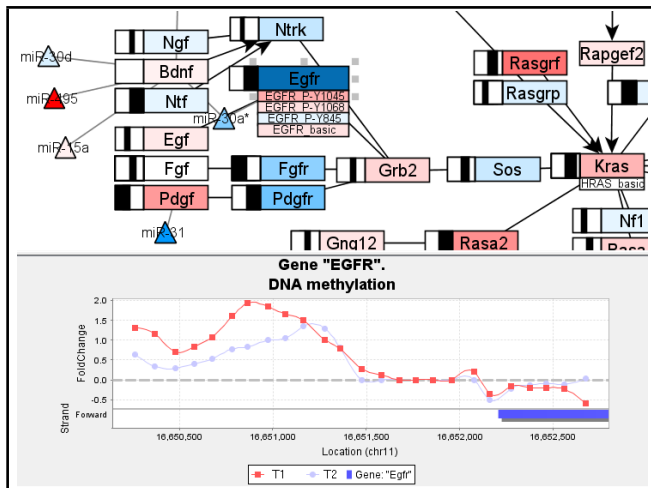 Ngf
Ntrk
miR-30d
Bdnf
Rasgrf
Rapgef2
Egfr
miR-495
Ntf
EGFR_P-Y1045
EGFR_P-Y1068
Rasgrp
miR-30a*
EGFR_P-Y845
EGFR_basic
miR-15a
Egf
Fgf
Fgfr
Grb2
Sos
Kras
HRAS_basic
Pdgf
Pdgfr
Nf1
miR-31
Gnq12
Rasa2
Rasa
Gene "EGFR".
DNA methylation
FoldChange
2.0
1.5
1.0
0.5
0.0
-0.5
Strand
Forward
16,650,500
16,651,000
16,651,500
16,652,000
16,652,500
Location (chr11)
T1
T2
Gene: "Egfr"